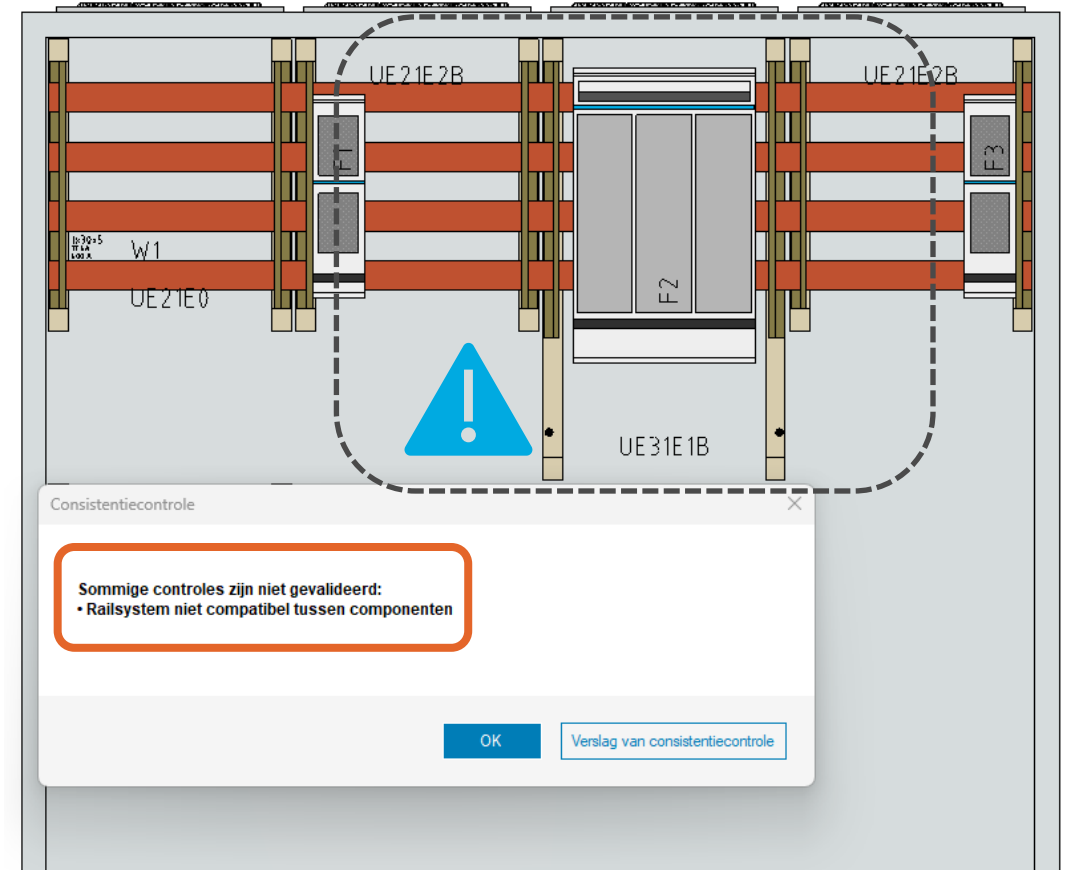 UE21E2B
UE21E2B
F1
F3
W1
F2
UE21E0
UE31E1B
Consistentiecontrole
Sommige controles zijn niet gevalideerd:
• Railsystem niet compatibel tussen componenten
OK
Verslag van consistentiecontrole